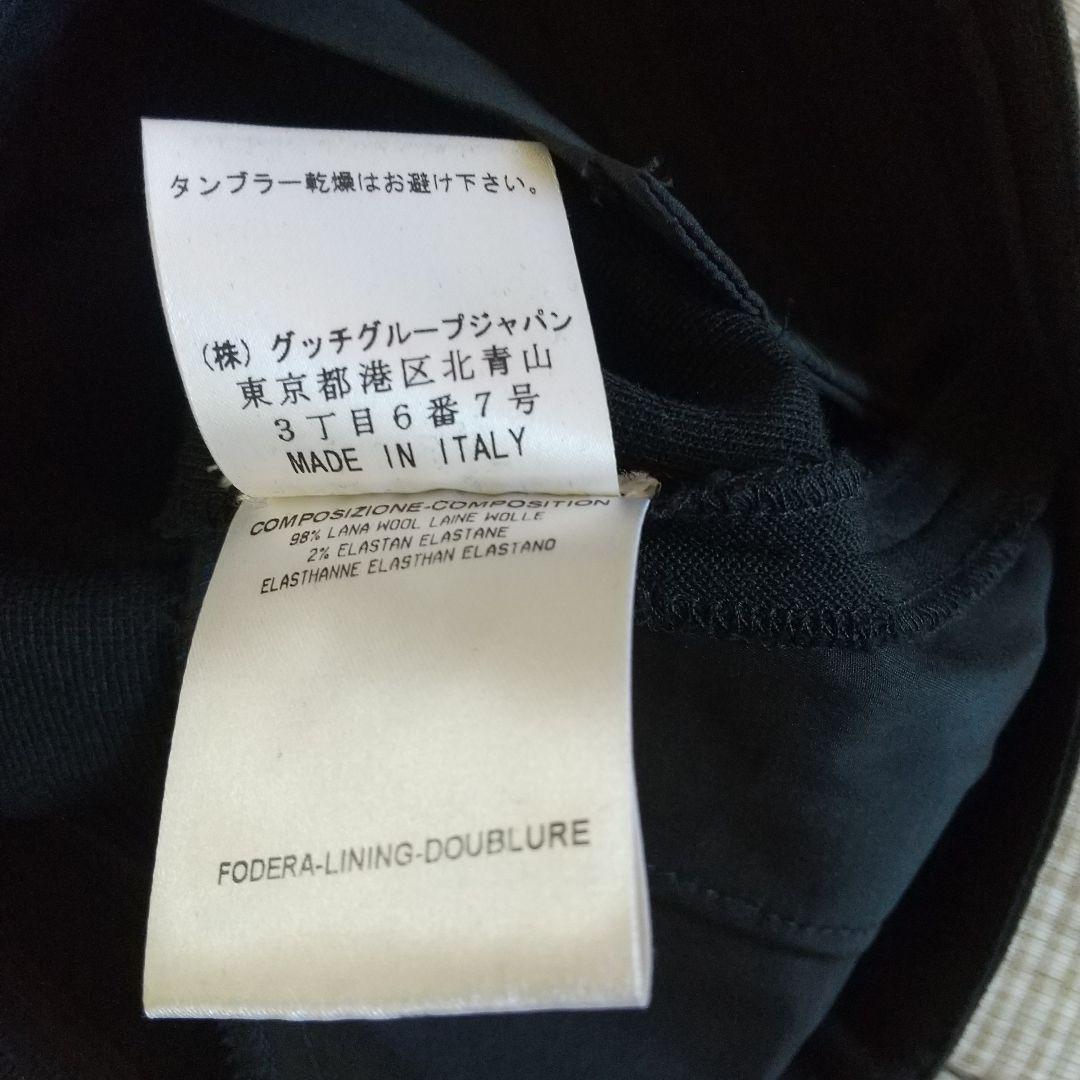 タンブラー乾燥はお避け下さい。
(株) グッチグループジャパン
東京都港区北青山
3丁目6番7号
MADE IN ITALY
COMPOSIZIONE-COMPOSITION
98% LANA WOOL LAINE WOLLE
2% ELASTAN ELASTANE
ELASTHANNE ELASTHAN ELASTANO
FODERA-LINING-DOUBLURE